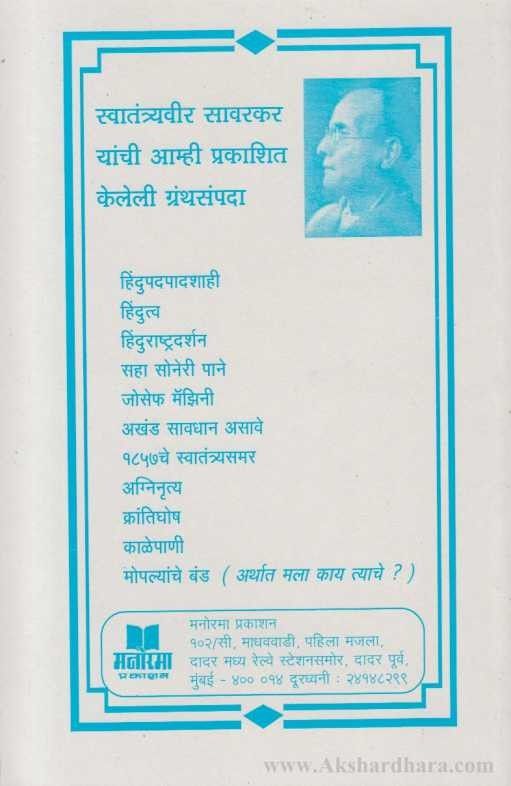 स्वातंत्र्यवीर सावरकर
यांची आम्ही प्रकाशित
केलेली ग्रंथसंपदा
हिंदुपदपादशाही
हिंदुत्व
हिंदुराष्ट्रदर्शन
सहा सोनेरी पाने
जोसेफ मॅझिनी
अखंड सावधान असावे
१८५७चे स्वातंत्र्यसमर
अग्निनृत्य
क्रांतिघोष
काळेपाणी
मोपल्यांचे बंड ( अर्थात मला काय त्याचे ? )
मनोरमा
प्रकाशन
मनोरमा प्रकाशन
१०२/सी, माधववाडी, पहिला मजला,
दादर मध्य रेल्वे स्टेशनसमोर, दादर पूर्व,
मुंबई - ४०० ०१४ दूरध्वनी : २४१४८२९९
www.Akshardhara.com